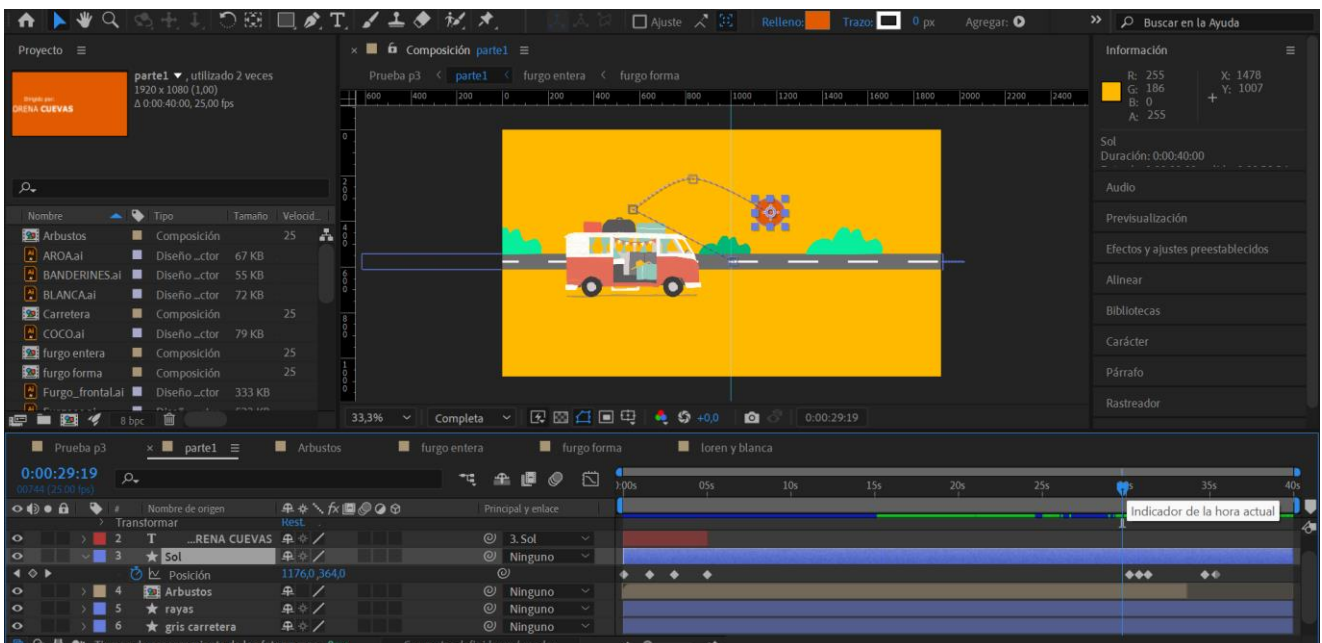 Ajuste Relleno: Trazo: 0 px Agregar: » Buscar en la Ayuda
Proyecto
parte1 ▼, utilizado 2 veces
1920 x 1080 (1,00)
Δ 0:00:40:00, 25,00 fps
Dirigido por:
ORENA CUEVAS
Nombre Tipo Tamaño Velocid...
Arbustos Composición 25
AROA.ai Diseño ...ctor 67 KB
BANDERINES.ai Diseño ...ctor 55 KB
BLANCA.ai Diseño ...ctor 72 KB
Carretera Composición 25
COCO.ai Diseño ...ctor 79 KB
furgo entera Composición 25
furgo forma Composición 25
Furgo_frontal.ai Diseño ...ctor 333 KB
8 bpc
× Composición parte1
Prueba p3 < parte1 < furgo entera < furgo forma
600 400 200 0 200 400 600 800 1000 1200 1400 1600 1800 2000 2200 2400
0
200
400
600
800
1000
33,3% Completa +0,0 0:00:29:19
Información
R: 255 X: 1478
G: 186 Y: 1007
B: 0
A: 255
Sol
Duración: 0:00:40:00
Audio
Previsualización
Efectos y ajustes preestablecidos
Alinear
Bibliotecas
Carácter
Párrafo
Rastreador
Prueba p3 × parte1 Arbustos furgo entera furgo forma loren y blanca
0:00:29:19
00744 (25.00 fps)
):00s 05s 10s 15s 20s 25s 35s 40s
# Nombre de origen fx Principal y enlace
Indicador de la hora actual
Transformar Rest.
2 T ...RENA CUEVAS 3. Sol
3 Sol Ninguno
Posición 1176,0,364,0
4 Arbustos Ninguno
5 rayas Ninguno
6 gris carretera Ninguno